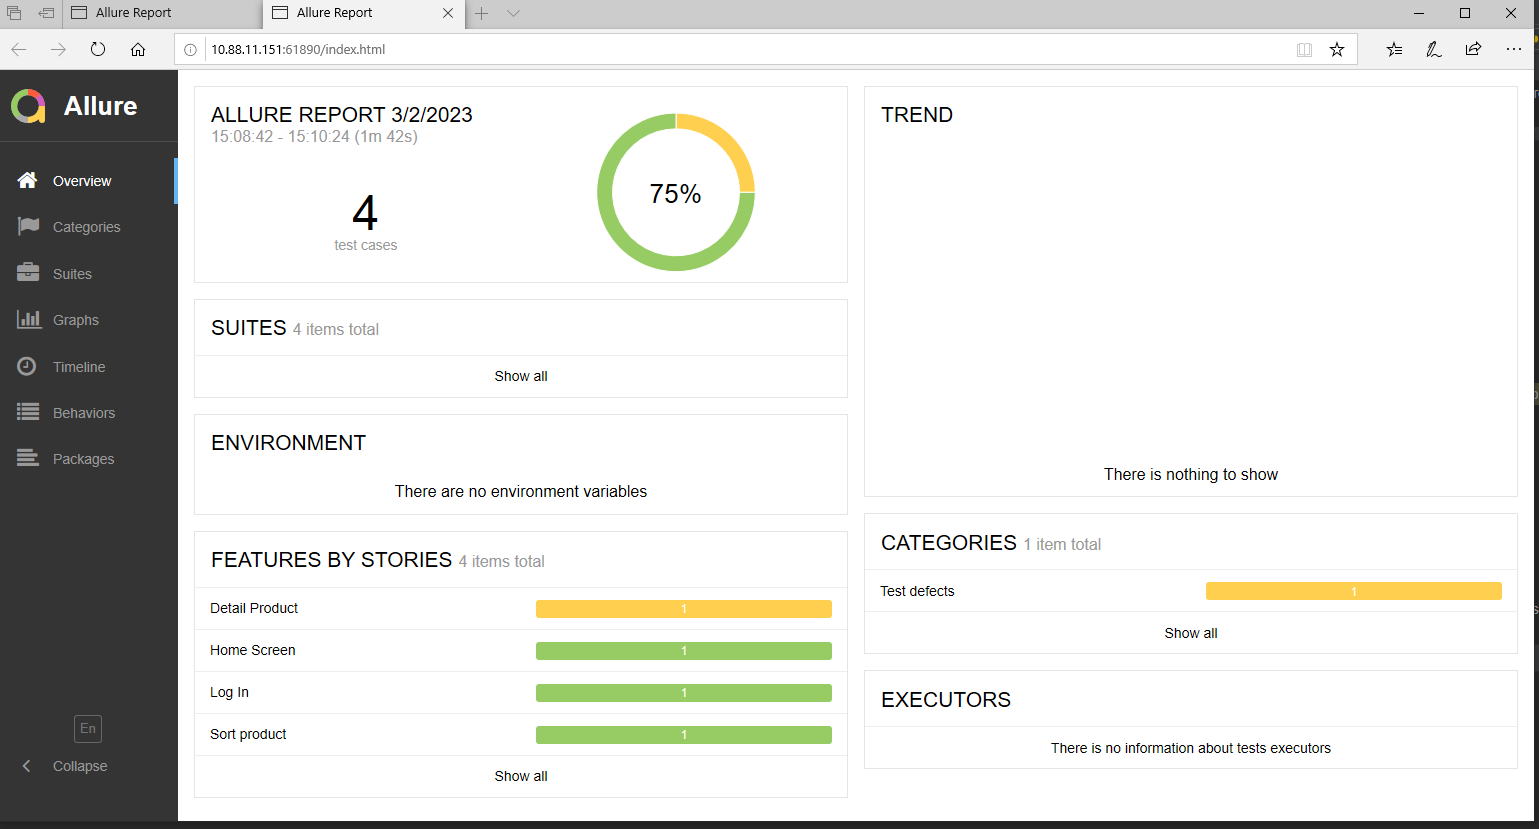 Allure Report
Allure Report
10.88.11.151:61890/index.html
Allure
Overview
Categories
Suites
Graphs
Timeline
Behaviors
Packages
En
Collapse
ALLURE REPORT 3/2/2023
15:08:42 - 15:10:24 (1m 42s)
4
test cases
75%
SUITES 4 items total
Show all
ENVIRONMENT
There are no environment variables
FEATURES BY STORIES 4 items total
Detail Product 1
Home Screen 1
Log In 1
Sort product 1
Show all
TREND
There is nothing to show
CATEGORIES 1 item total
Test defects 1
Show all
EXECUTORS
There is no information about tests executors